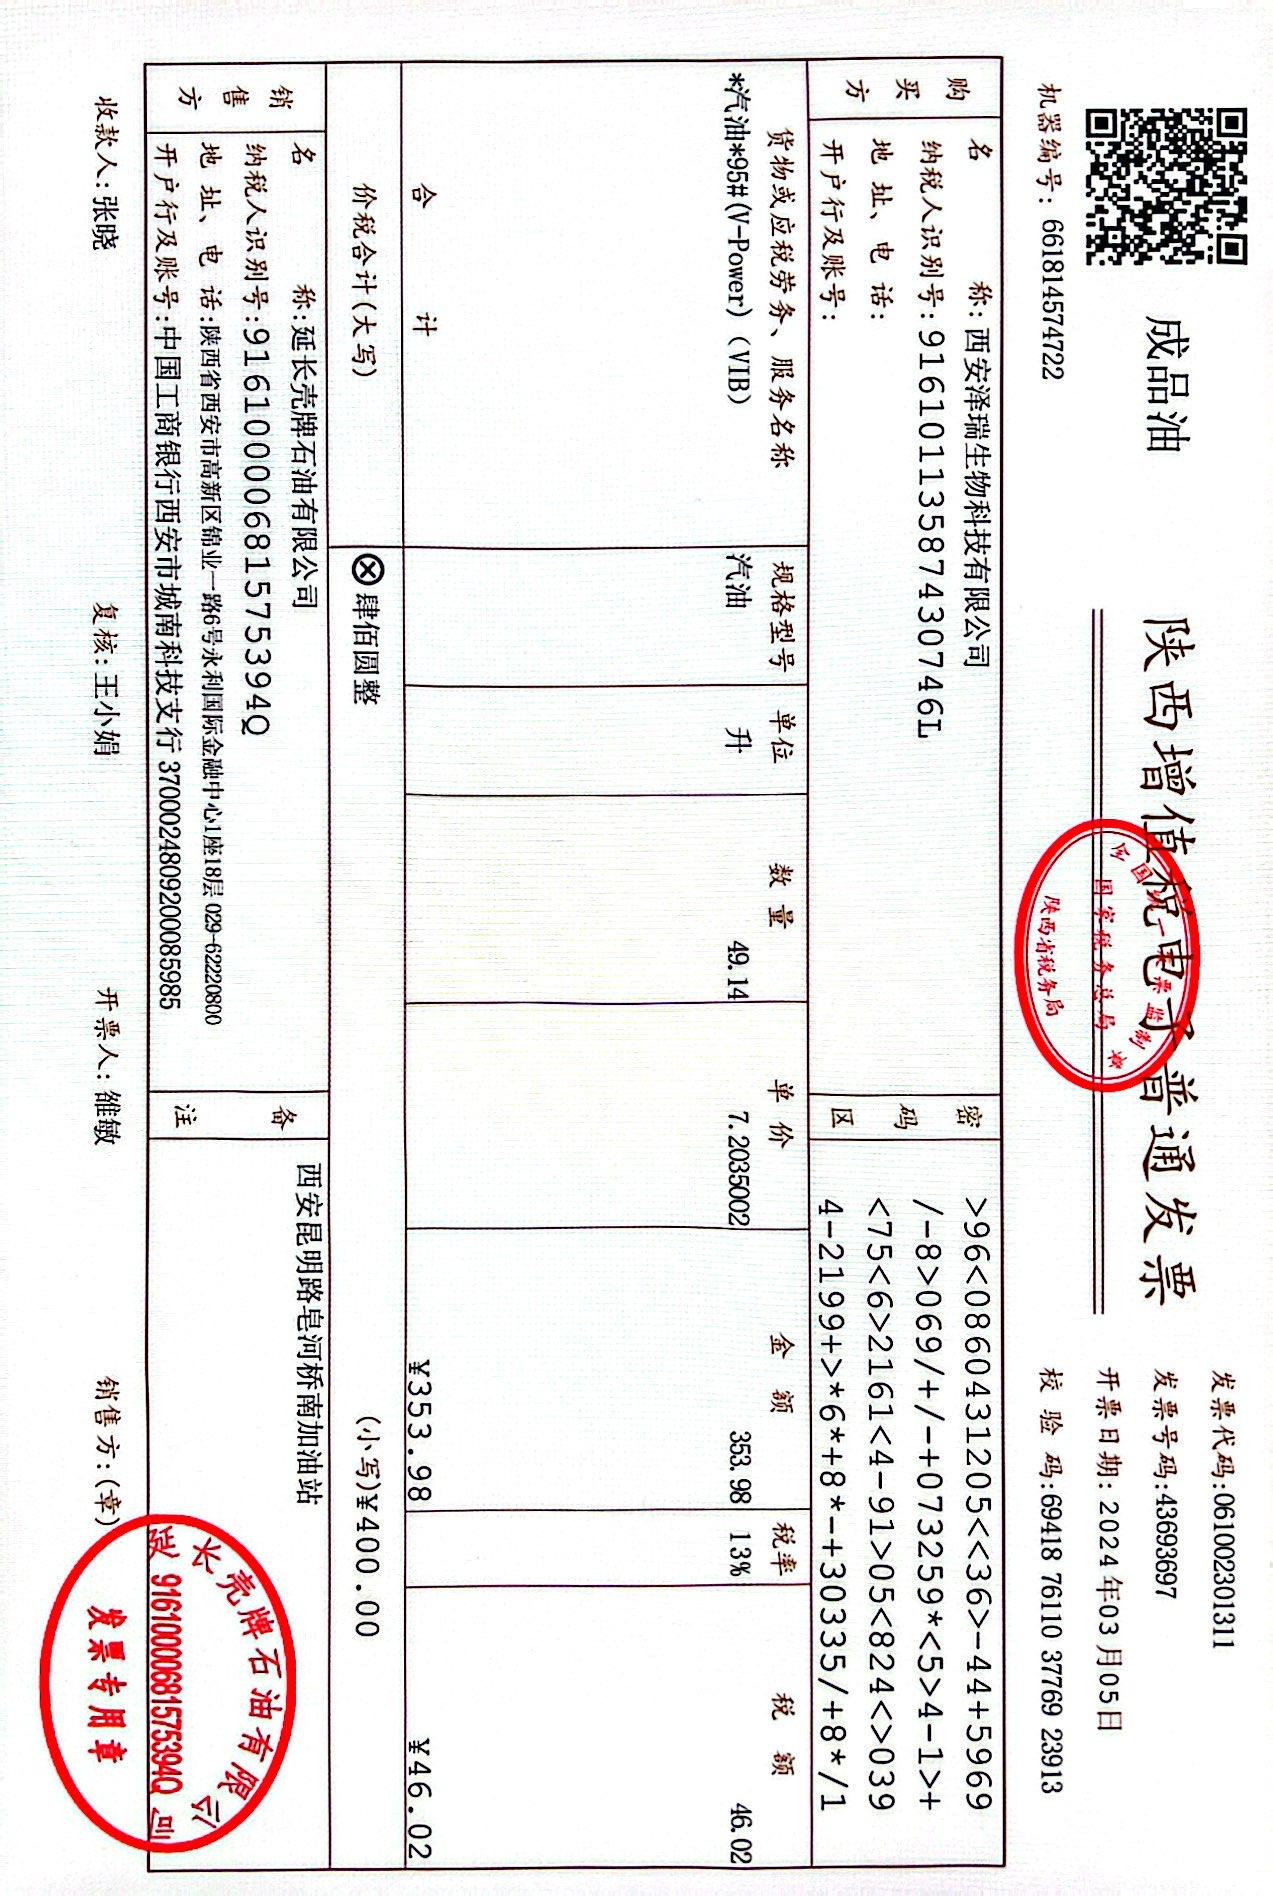 成品油
陕西增值税电子普通发票
全国统一发票监制章
国家税务总局
陕西省税务局
发票代码:061002301311
发票号码:43693697
开票日期:2024年03月05日
校验码:69418 76110 37769 23913
机器编号:661814574722
购买方
名称:西安泽瑞生物科技有限公司
纳税人识别号:91610113587430746L
地址、电话:
开户行及账号:
密码区
>96<0860431205<<36>-44+5969
/-8>069/+/-+073259*<5>4-1>+
<75<6>2161<4-91>05<824<>039
4-2199+>*6*+8*-+30335/+8*/1
货物或应税劳务、服务名称 规格型号 单位 数量 单价 金额 税率 税额
*汽油*95#(V-Power)(VIB) 汽油 升 49.14 7.2035002 353.98 13% 46.02
合计 ¥353.98 ¥46.02
价税合计(大写) ⊗肆佰圆整 (小写)¥400.00
销售方
名称:延长壳牌石油有限公司
纳税人识别号:91610000681575394Q
地址、电话:陕西省西安市高新区锦业一路6号永利国际金融中心1座18层 029-62220800
开户行及账号:中国工商银行西安市城南科技支行 3700024809200085985
备注
西安昆明路皂河桥南加油站
收款人:张晓 复核:王小娟 开票人:雒敏 销售方:(章)
延长壳牌石油有限公司
91610000681575394Q
发票专用章